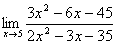 lim x→5 (3x² − 6x − 45)/(2x² − 3x − 35)